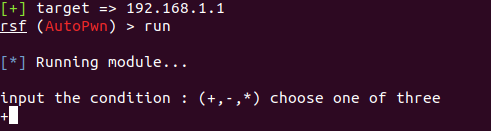 [+] target => 192.168.1.1
rsf (AutoPwn) > run
[*] Running module...
input the condition : (+,-,*) choose one of three
+